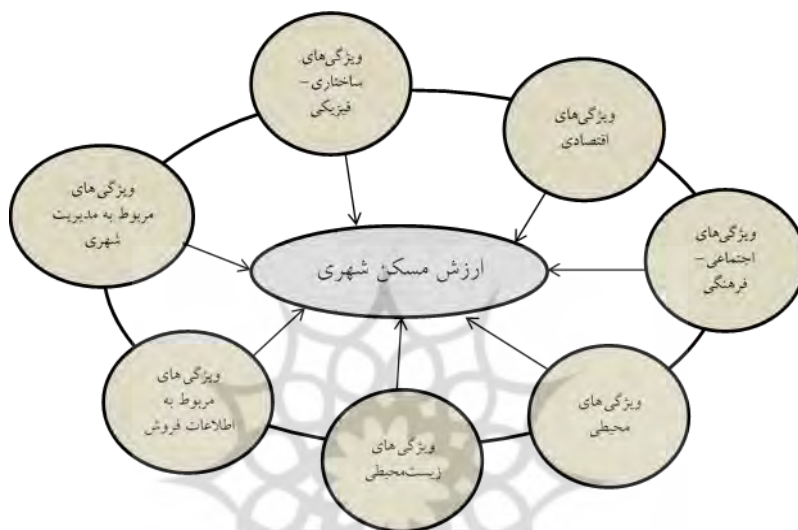 ویژگی‌های
ساختاری-
فیزیکی
ویژگی‌های
اقتصادی
ویژگی‌های
مربوط به مدیریت
شهری
ویژگی‌های
اجتماعی-
فرهنگی
ارزش مسکن شهری
ویژگی‌های
مربوط به
اطلاعات فروش
ویژگی‌های
محیطی
ویژگی‌های
زیست‌محیطی